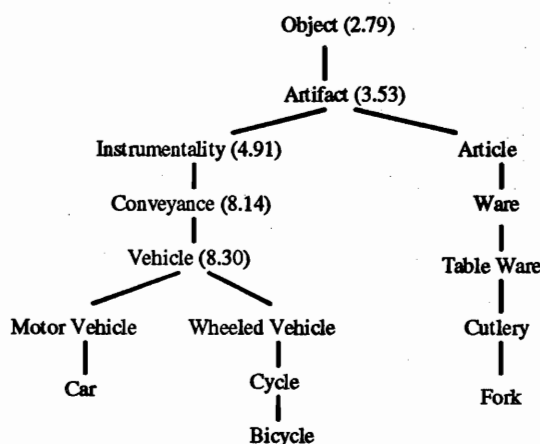 Object (2.79)
Artifact (3.53)
Instrumentality (4.91) Article
Conveyance (8.14) Ware
Vehicle (8.30) Table Ware
Motor Vehicle Wheeled Vehicle Cutlery
Car Cycle Fork
Bicycle